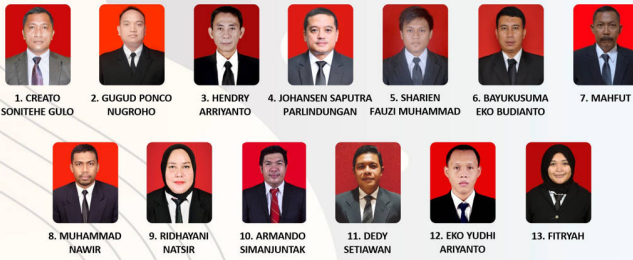 1. CREATO
SONITEHE GULO
2. GUGUD PONCO
NUGROHO
3. HENDRY
ARRIYANTO
4. JOHANSEN SAPUTRA
PARLINDUNGAN
5. SHARIEN
FAUZI MUHAMMAD
6. BAYUKUSUMA
EKO BUDIANTO
7. MAHFUT
8. MUHAMMAD
NAWIR
9. RIDHAYANI
NATSIR
10. ARMANDO
SIMANJUNTAK
11. DEDY
SETIAWAN
12. EKO YUDHI
ARIYANTO
13. FITRYAH